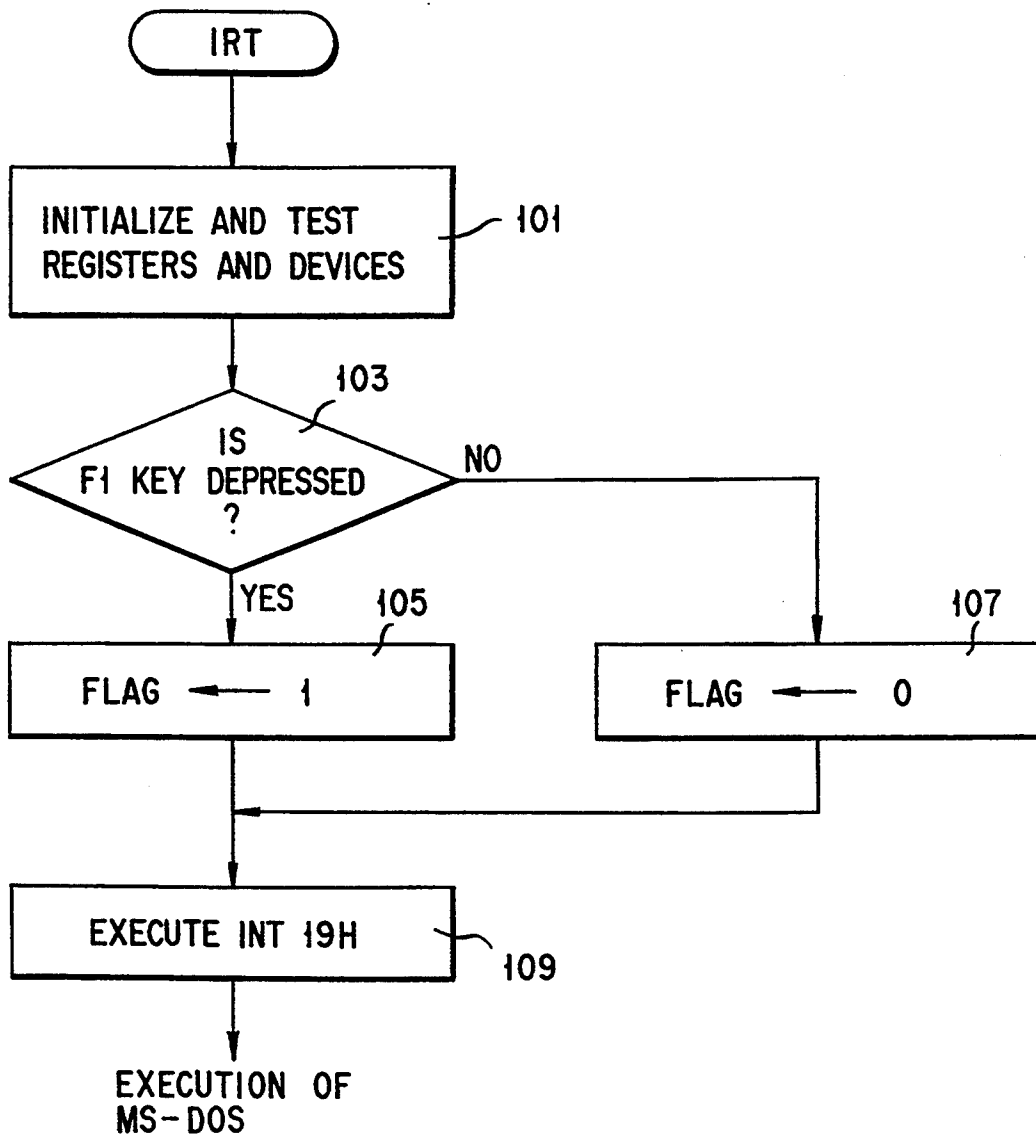 IRT
INITIALIZE AND TEST
REGISTERS AND DEVICES
101
103
IS
F1 KEY DEPRESSED
?
NO
YES
105
107
FLAG ← 1
FLAG ← 0
EXECUTE INT 19H
109
EXECUTION OF
MS-DOS